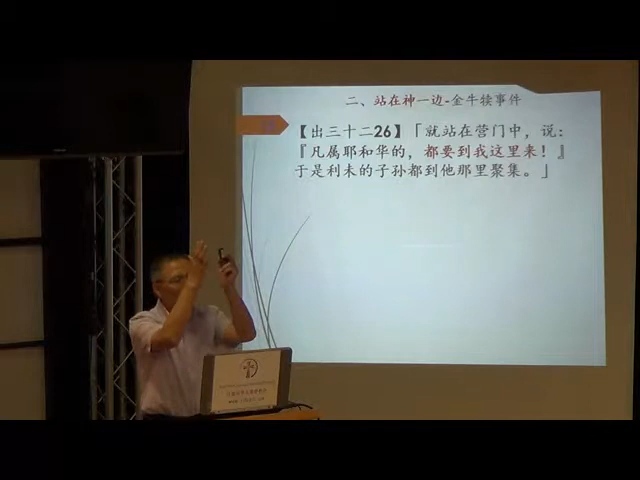 二、站在神一边-金牛犊事件
【出三十二26】「就站在营门中，说：
『凡属耶和华的，都要到我这里来！』
于是利未的子孙都到他那里聚集。」